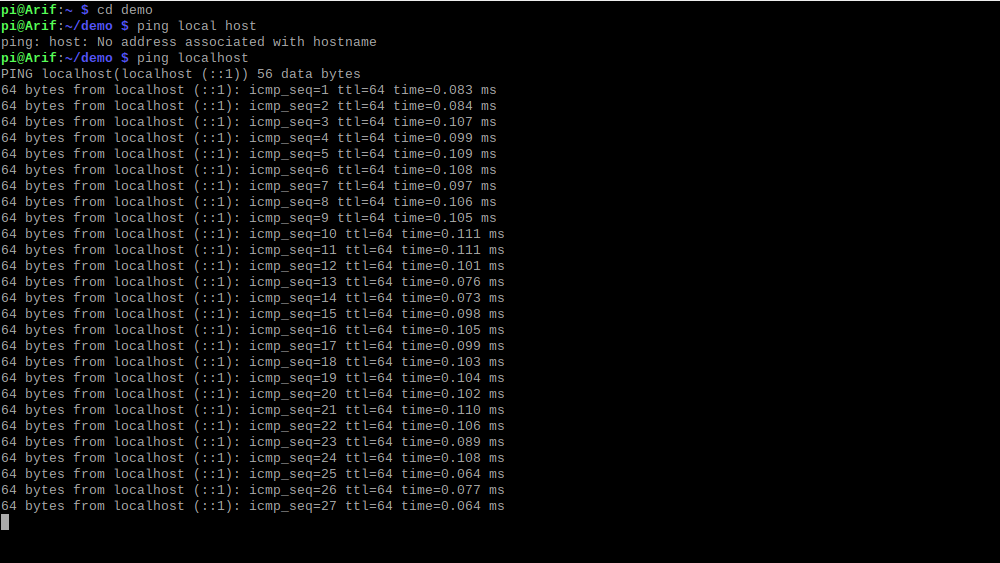 pi@Arif:~ $ cd demo
pi@Arif:~/demo $ ping local host
ping: host: No address associated with hostname
pi@Arif:~/demo $ ping localhost
PING localhost(localhost (::1)) 56 data bytes
64 bytes from localhost (::1): icmp_seq=1 ttl=64 time=0.083 ms
64 bytes from localhost (::1): icmp_seq=2 ttl=64 time=0.084 ms
64 bytes from localhost (::1): icmp_seq=3 ttl=64 time=0.107 ms
64 bytes from localhost (::1): icmp_seq=4 ttl=64 time=0.099 ms
64 bytes from localhost (::1): icmp_seq=5 ttl=64 time=0.109 ms
64 bytes from localhost (::1): icmp_seq=6 ttl=64 time=0.108 ms
64 bytes from localhost (::1): icmp_seq=7 ttl=64 time=0.097 ms
64 bytes from localhost (::1): icmp_seq=8 ttl=64 time=0.106 ms
64 bytes from localhost (::1): icmp_seq=9 ttl=64 time=0.105 ms
64 bytes from localhost (::1): icmp_seq=10 ttl=64 time=0.111 ms
64 bytes from localhost (::1): icmp_seq=11 ttl=64 time=0.111 ms
64 bytes from localhost (::1): icmp_seq=12 ttl=64 time=0.101 ms
64 bytes from localhost (::1): icmp_seq=13 ttl=64 time=0.076 ms
64 bytes from localhost (::1): icmp_seq=14 ttl=64 time=0.073 ms
64 bytes from localhost (::1): icmp_seq=15 ttl=64 time=0.098 ms
64 bytes from localhost (::1): icmp_seq=16 ttl=64 time=0.105 ms
64 bytes from localhost (::1): icmp_seq=17 ttl=64 time=0.099 ms
64 bytes from localhost (::1): icmp_seq=18 ttl=64 time=0.103 ms
64 bytes from localhost (::1): icmp_seq=19 ttl=64 time=0.104 ms
64 bytes from localhost (::1): icmp_seq=20 ttl=64 time=0.102 ms
64 bytes from localhost (::1): icmp_seq=21 ttl=64 time=0.110 ms
64 bytes from localhost (::1): icmp_seq=22 ttl=64 time=0.106 ms
64 bytes from localhost (::1): icmp_seq=23 ttl=64 time=0.089 ms
64 bytes from localhost (::1): icmp_seq=24 ttl=64 time=0.108 ms
64 bytes from localhost (::1): icmp_seq=25 ttl=64 time=0.064 ms
64 bytes from localhost (::1): icmp_seq=26 ttl=64 time=0.077 ms
64 bytes from localhost (::1): icmp_seq=27 ttl=64 time=0.064 ms